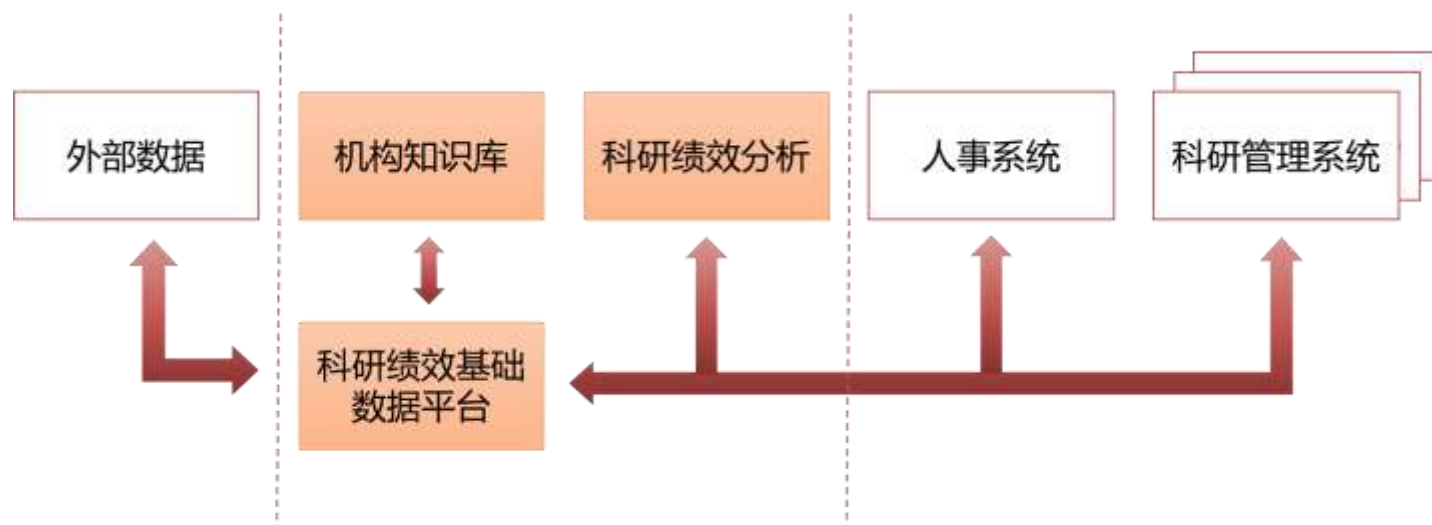 外部数据
机构知识库
科研绩效分析
人事系统
科研管理系统
科研绩效基础
数据平台